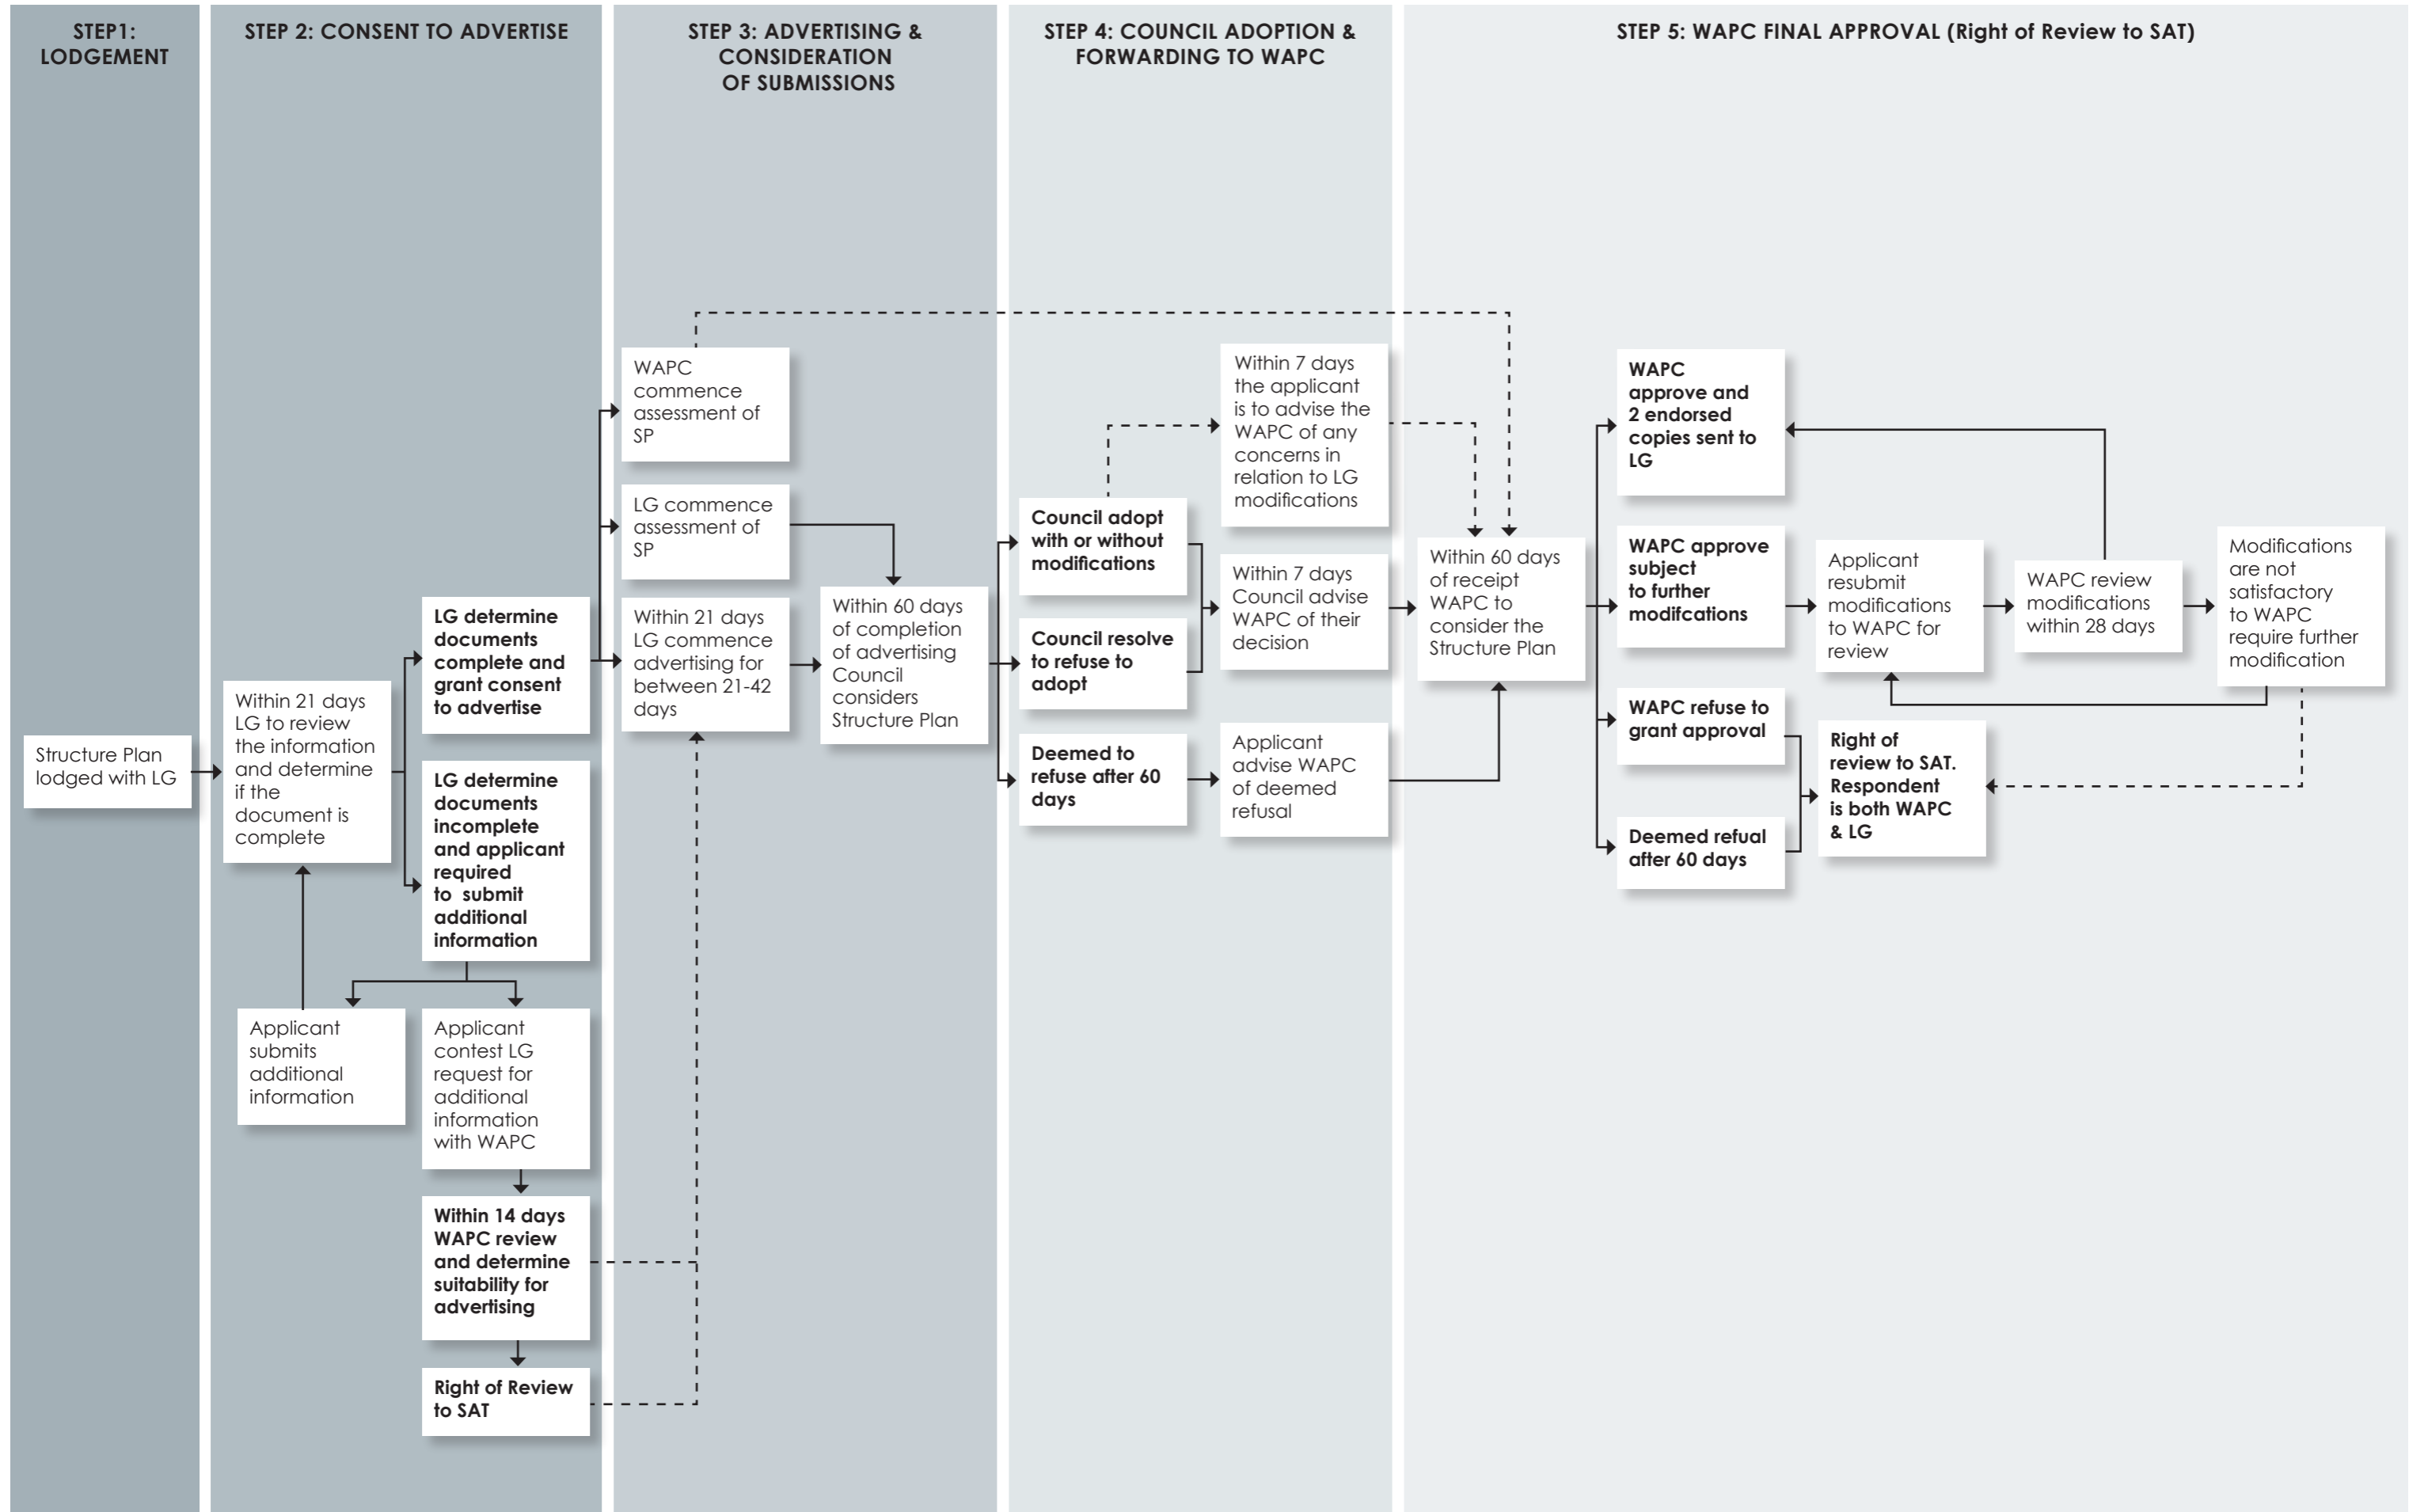 STEP1:
LODGEMENT
STEP 2: CONSENT TO ADVERTISE
STEP 3: ADVERTISING &
CONSIDERATION
OF SUBMISSIONS
STEP 4: COUNCIL ADOPTION &
FORWARDING TO WAPC
STEP 5: WAPC FINAL APPROVAL (Right of Review to SAT)
Structure Plan
lodged with LG
Within 21 days
LG to review
the information
and determine
if the
document is
complete
LG determine
documents
complete and
grant consent
to advertise
LG determine
documents
incomplete
and applicant
required
to submit
additional
information
Applicant
submits
additional
information
Applicant
contest LG
request for
additional
information
with WAPC
Within 14 days
WAPC review
and determine
suitability for
advertising
Right of Review
to SAT
WAPC
commence
assessment of
SP
LG commence
assessment of
SP
Within 21 days
LG commence
advertising for
between 21-42
days
Within 60 days
of completion
of advertising
Council
considers
Structure Plan
Council adopt
with or without
modifications
Council resolve
to refuse to
adopt
Deemed to
refuse after 60
days
Within 7 days
the applicant
is to advise the
WAPC of any
concerns in
relation to LG
modifications
Within 7 days
Council advise
WAPC of their
decision
Applicant
advise WAPC
of deemed
refusal
Within 60 days
of receipt
WAPC to
consider the
Structure Plan
WAPC
approve and
2 endorsed
copies sent to
LG
WAPC approve
subject
to further
modifcations
WAPC refuse to
grant approval
Deemed refual
after 60 days
Applicant
resubmit
modifications
to WAPC for
review
Right of
review to SAT.
Respondent
is both WAPC
& LG
WAPC review
modifications
within 28 days
Modifications
are not
satisfactory
to WAPC
require further
modification